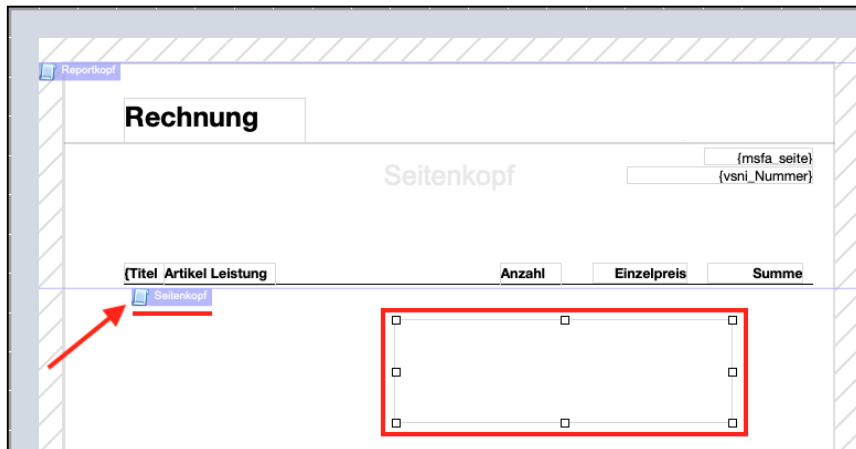 Reportkopf
Rechnung
{msfa_seite}
Seitenkopf
{vsni_Nummer}
{Titel Artikel Leistung Anzahl Einzelpreis Summe
Seitenkopf